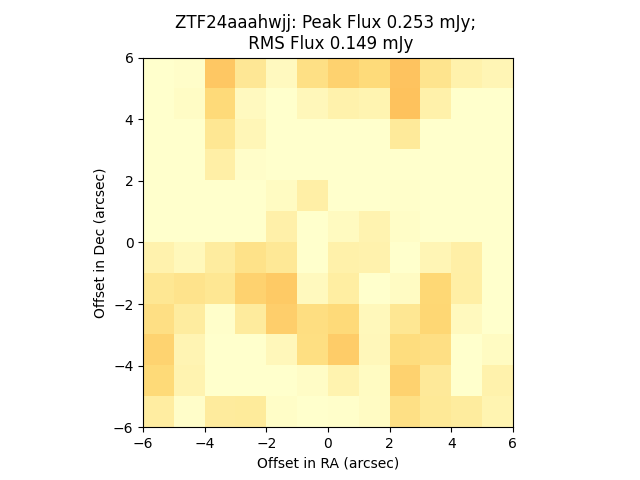 ZTF24aaahwjj: Peak Flux 0.253 mJy;
RMS Flux 0.149 mJy
6
4
2
0
−2
−4
−6
Offset in Dec (arcsec)
−6 −4 −2 0 2 4 6
Offset in RA (arcsec)